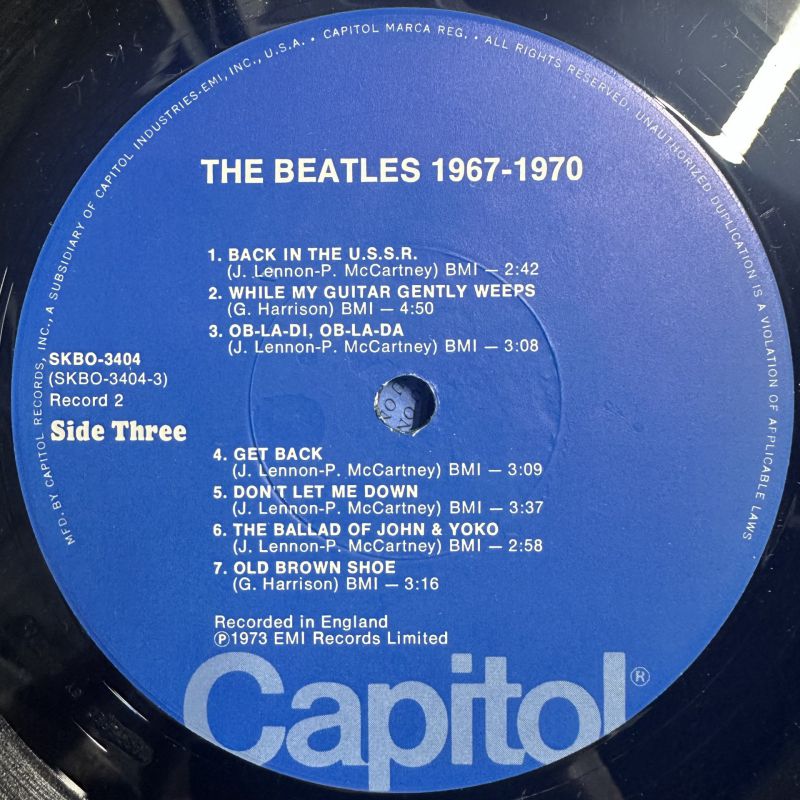 MFD. BY CAPITOL RECORDS, INC., A SUBSIDIARY OF CAPITOL INDUSTRIES-EMI, INC., U.S.A. • CAPITOL MARCA REG. • ALL RIGHTS RESERVED. UNAUTHORIZED DUPLICATION IS A VIOLATION OF APPLICABLE LAWS.
THE BEATLES 1967-1970
1. BACK IN THE U.S.S.R.
(J. Lennon-P. McCartney) BMI — 2:42
2. WHILE MY GUITAR GENTLY WEEPS
(G. Harrison) BMI — 4:50
3. OB-LA-DI, OB-LA-DA
(J. Lennon-P. McCartney) BMI — 3:08
SKBO-3404
(SKBO-3404-3)
Record 2
Side Three
4. GET BACK
(J. Lennon-P. McCartney) BMI — 3:09
5. DON'T LET ME DOWN
(J. Lennon-P. McCartney) BMI — 3:37
6. THE BALLAD OF JOHN & YOKO
(J. Lennon-P. McCartney) BMI — 2:58
7. OLD BROWN SHOE
(G. Harrison) BMI — 3:16
Recorded in England
Ⓟ1973 EMI Records Limited
Capitol®